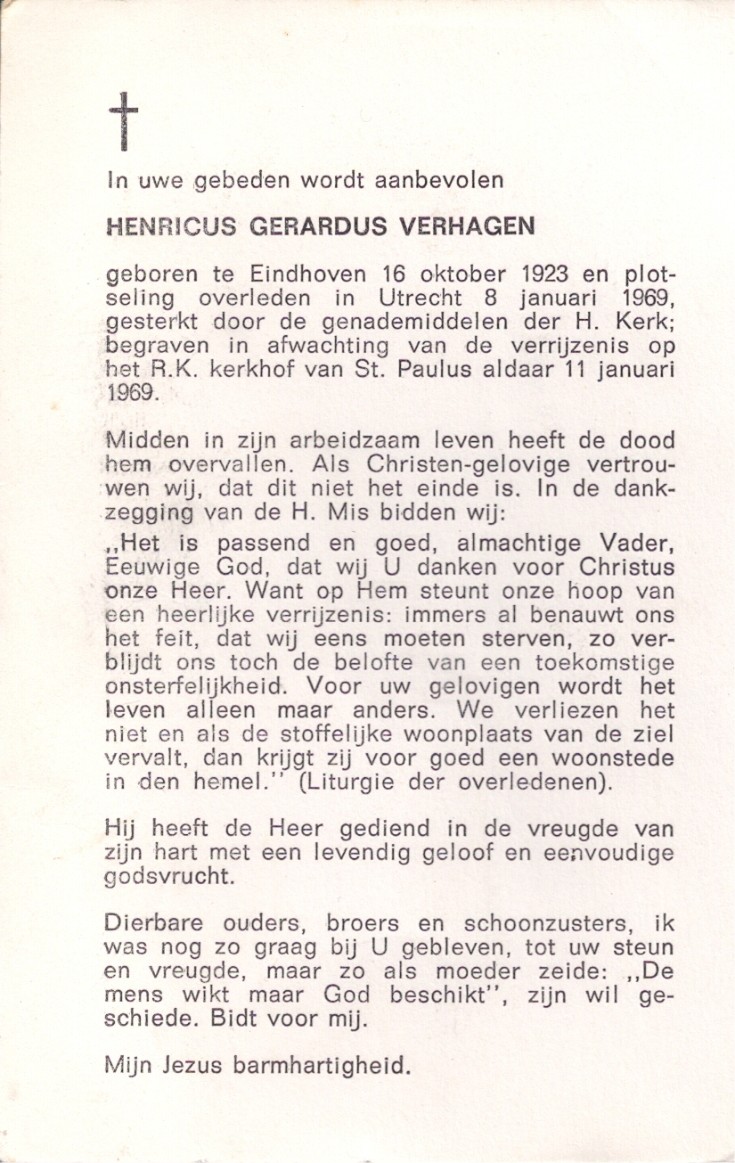 In uwe gebeden wordt aanbevolen
HENRICUS GERARDUS VERHAGEN
geboren te Eindhoven 16 oktober 1923 en plot-
seling overleden in Utrecht 8 januari 1969,
gesterkt door de genademiddelen der H. Kerk;
begraven in afwachting van de verrijzenis op
het R.K. kerkhof van St. Paulus aldaar 11 januari
1969.
Midden in zijn arbeidzaam leven heeft de dood
hem overvallen. Als Christen-gelovige vertrou-
wen wij, dat dit niet het einde is. In de dank-
zegging van de H. Mis bidden wij:
,,Het is passend en goed, almachtige Vader,
Eeuwige God, dat wij U danken voor Christus
onze Heer. Want op Hem steunt onze hoop van
een heerlijke verrijzenis: immers al benauwt ons
het feit, dat wij eens moeten sterven, zo ver-
blijdt ons toch de belofte van een toekomstige
onsterfelijkheid. Voor uw gelovigen wordt het
leven alleen maar anders. We verliezen het
niet en als de stoffelijke woonplaats van de ziel
vervalt, dan krijgt zij voor goed een woonstede
in den hemel.'' (Liturgie der overledenen).
Hij heeft de Heer gediend in de vreugde van
zijn hart met een levendig geloof en eenvoudige
godsvrucht.
Dierbare ouders, broers en schoonzusters, ik
was nog zo graag bij U gebleven, tot uw steun
en vreugde, maar zo als moeder zeide: ,,De
mens wikt maar God beschikt'', zijn wil ge-
schiede. Bidt voor mij.
Mijn Jezus barmhartigheid.